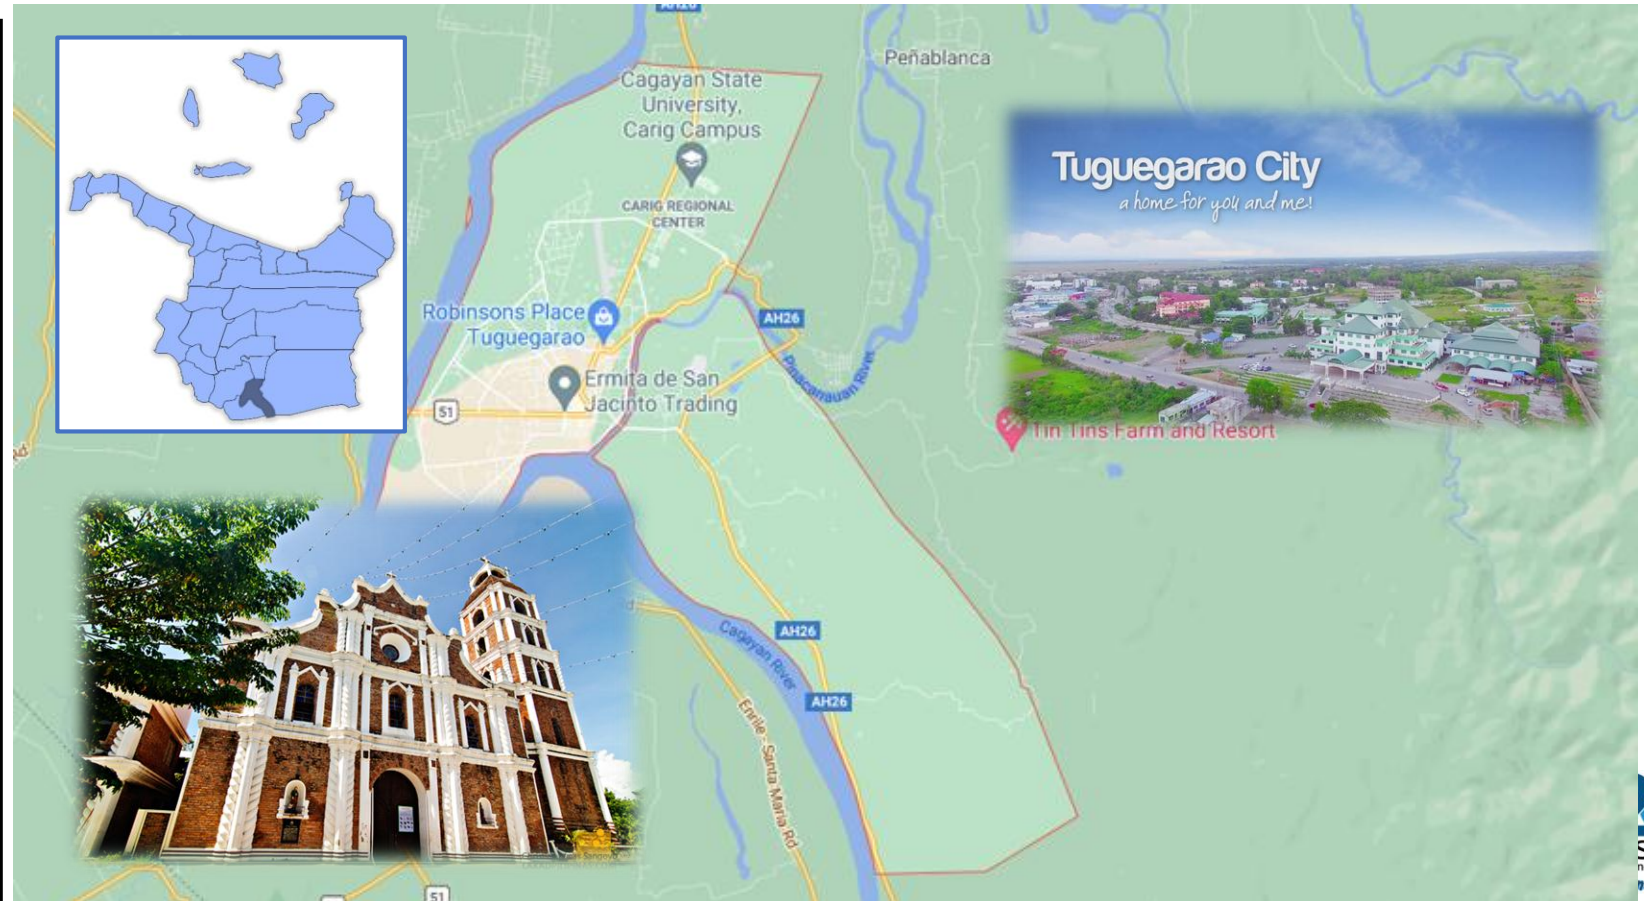 AH26
Peñablanca
Cagayan State
University,
Carig Campus
CARIG REGIONAL
CENTER
Tuguegarao City
a home for you and me!
Robinsons Place
Tuguegarao
AH26
Pinacanauan River
Ermita de San
Jacinto Trading
51
Rd
Tin Tins Farm and Resort
AH26
Cagayan River
AH26
Enrile - Santa Maria Rd
51